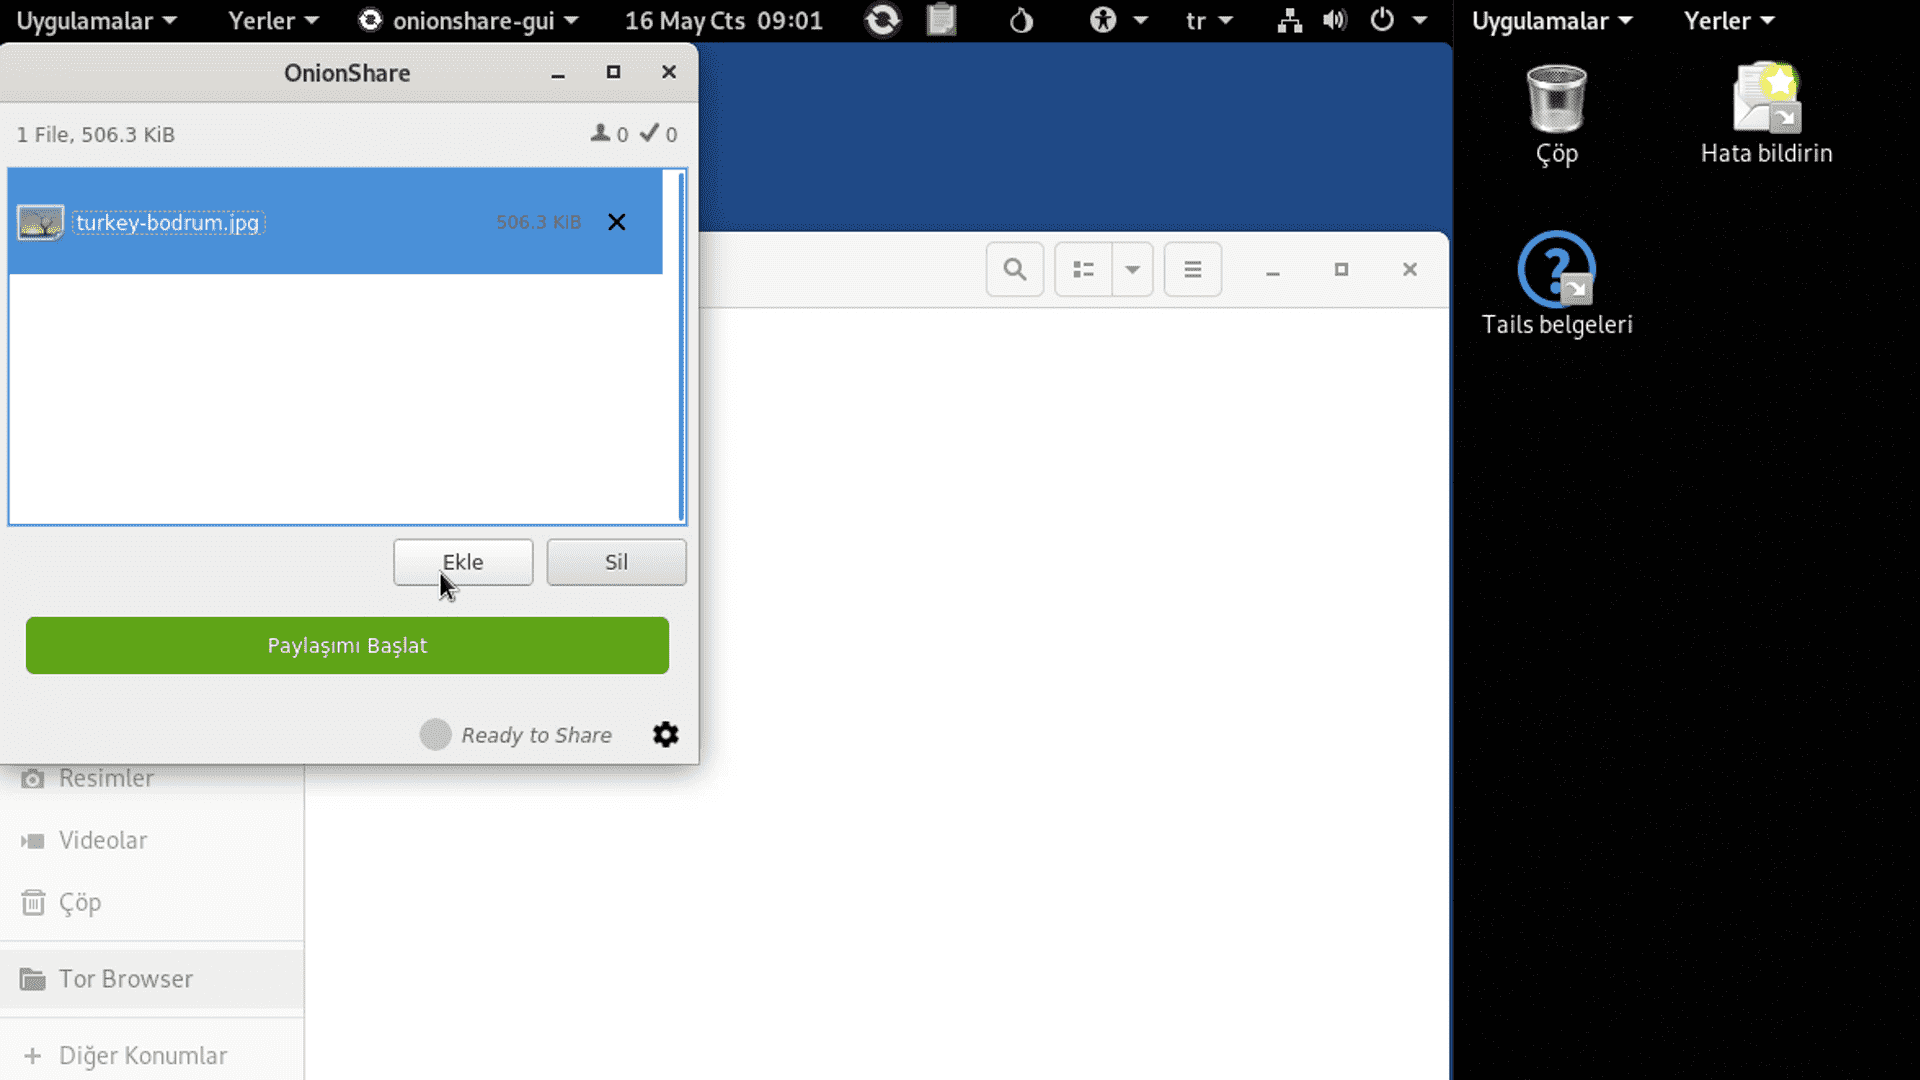 Uygulamalar Yerler onionshare-gui 16 May Cts 09:01 tr Uygulamalar Yerler
OnionShare
1 File, 506.3 KiB 0 0
turkey-bodrum.jpg 506.3 KiB
Ekle Sil
Paylaşımı Başlat
Ready to Share
Resimler
Videolar
Çöp
Tor Browser
Diğer Konumlar
Çöp
Hata bildirin
Tails belgeleri